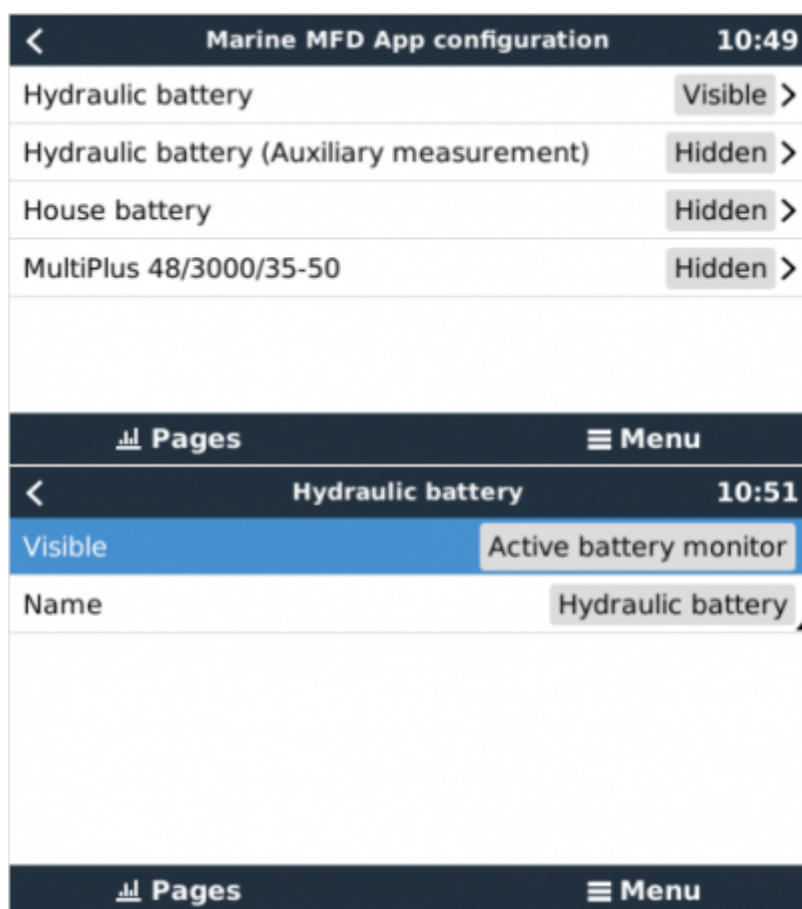 Marine MFD App configuration 10:49
Hydraulic battery Visible
Hydraulic battery (Auxiliary measurement) Hidden
House battery Hidden
MultiPlus 48/3000/35-50 Hidden
Pages Menu
Hydraulic battery 10:51
Visible Active battery monitor
Name Hydraulic battery
Pages Menu